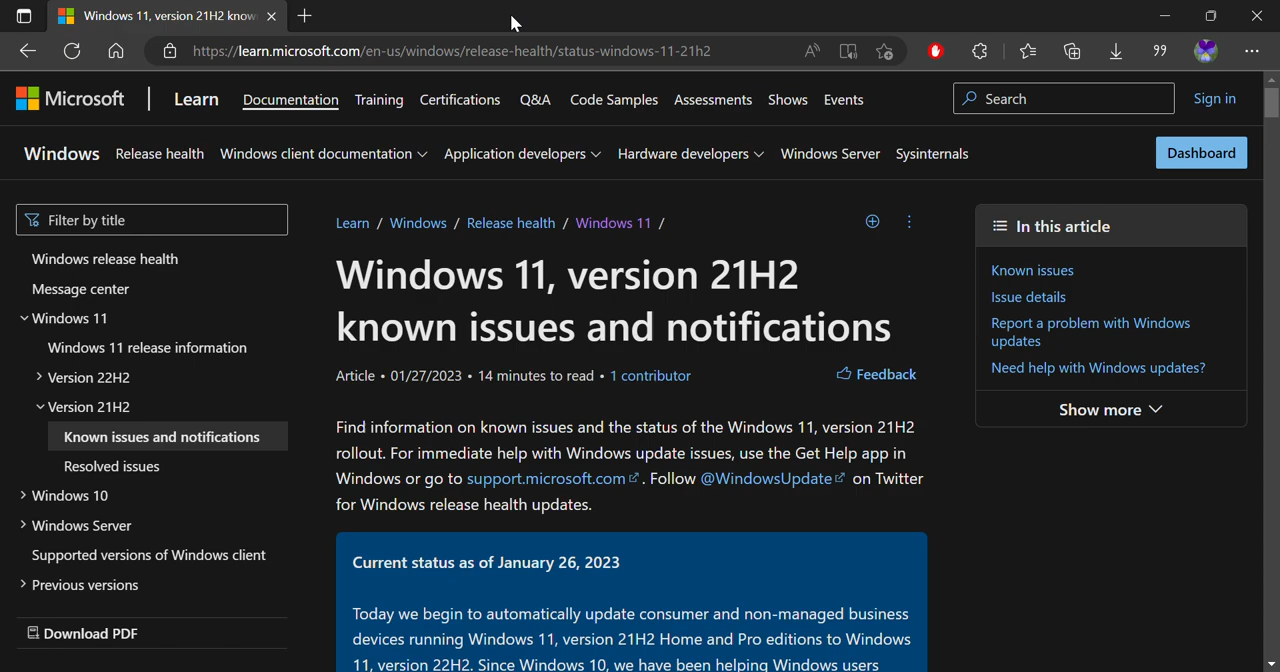 Windows 11, version 21H2 know
https://learn.microsoft.com/en-us/windows/release-health/status-windows-11-21h2
Microsoft
Learn
Documentation
Training
Certifications
Q&A
Code Samples
Assessments
Shows
Events
Search
Sign in
Windows
Release health
Windows client documentation
Application developers
Hardware developers
Windows Server
Sysinternals
Dashboard
Filter by title
Windows release health
Message center
Windows 11
Windows 11 release information
Version 22H2
Version 21H2
Known issues and notifications
Resolved issues
Windows 10
Windows Server
Supported versions of Windows client
Previous versions
Download PDF
Learn / Windows / Release health / Windows 11 /
Windows 11, version 21H2
known issues and notifications
Article • 01/27/2023 • 14 minutes to read • 1 contributor
Feedback
Find information on known issues and the status of the Windows 11, version 21H2
rollout. For immediate help with Windows update issues, use the Get Help app in
Windows or go to support.microsoft.com. Follow @WindowsUpdate on Twitter
for Windows release health updates.
Current status as of January 26, 2023
Today we begin to automatically update consumer and non-managed business
devices running Windows 11, version 21H2 Home and Pro editions to Windows
11, version 22H2. Since Windows 10, we have been helping Windows users
In this article
Known issues
Issue details
Report a problem with Windows
updates
Need help with Windows updates?
Show more